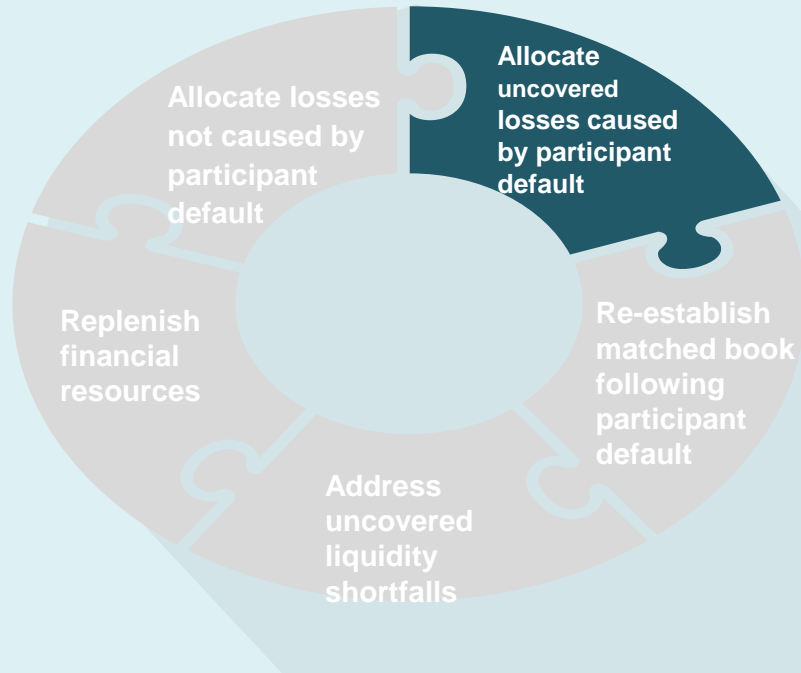 Allocate
uncovered
losses caused
by participant
default
Re-establish
matched book
following
participant
default
Address
uncovered
liquidity
shortfalls
Replenish
financial
resources
Allocate losses
not caused by
participant
default